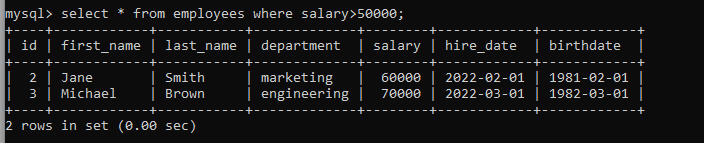 mysql> select * from employees where salary>50000;
+----+------------+-----------+-------------+--------+------------+------------+
| id | first_name | last_name | department  | salary | hire_date  | birthdate  |
+----+------------+-----------+-------------+--------+------------+------------+
|  2 | Jane       | Smith     | marketing   |  60000 | 2022-02-01 | 1981-02-01 |
|  3 | Michael    | Brown     | engineering |  70000 | 2022-03-01 | 1982-03-01 |
+----+------------+-----------+-------------+--------+------------+------------+
2 rows in set (0.00 sec)